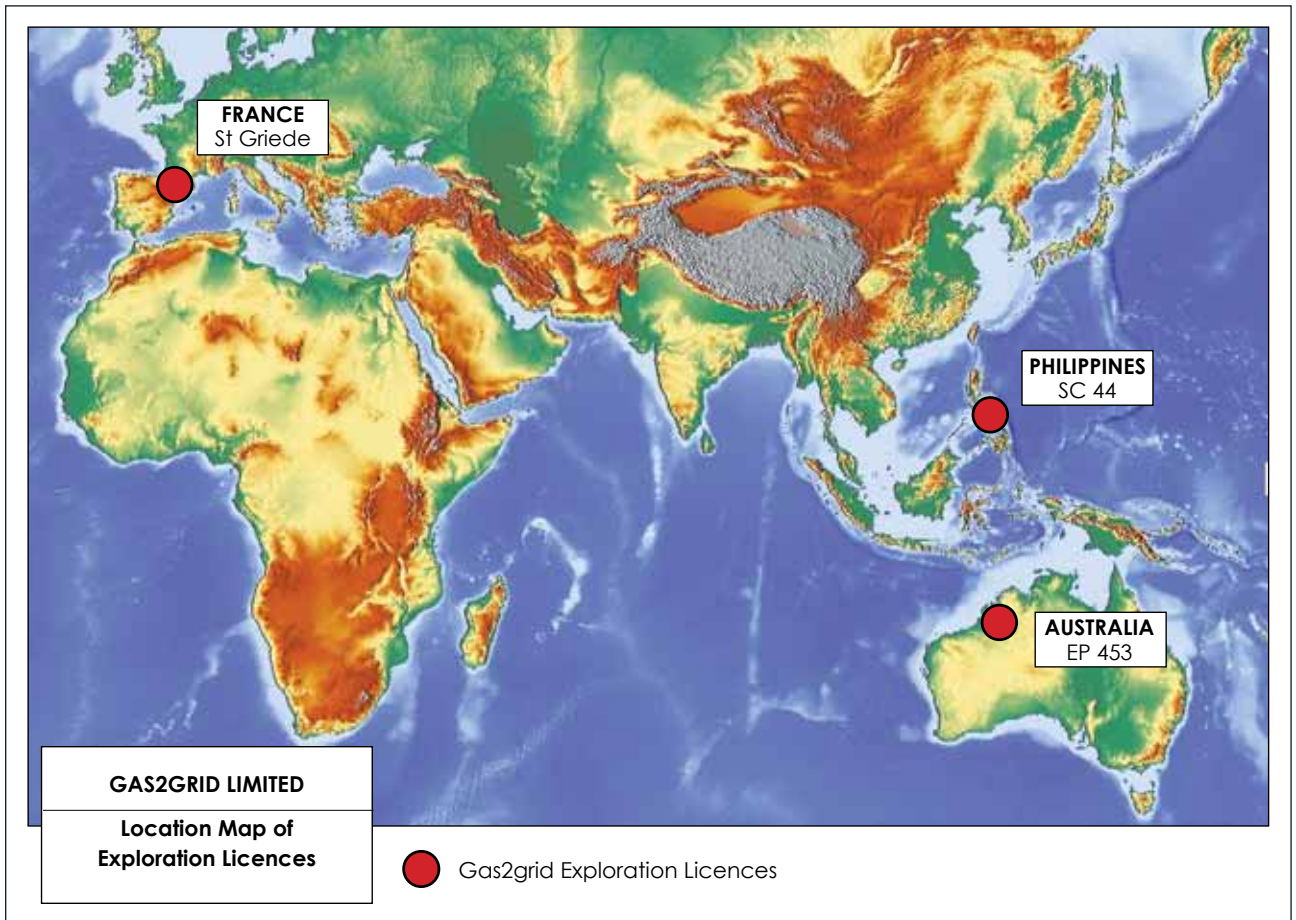 FRANCE
St Griede
PHILIPPINES
SC 44
AUSTRALIA
EP 453
GAS2GRID LIMITED
Location Map of
Exploration Licences
Gas2grid Exploration Licences